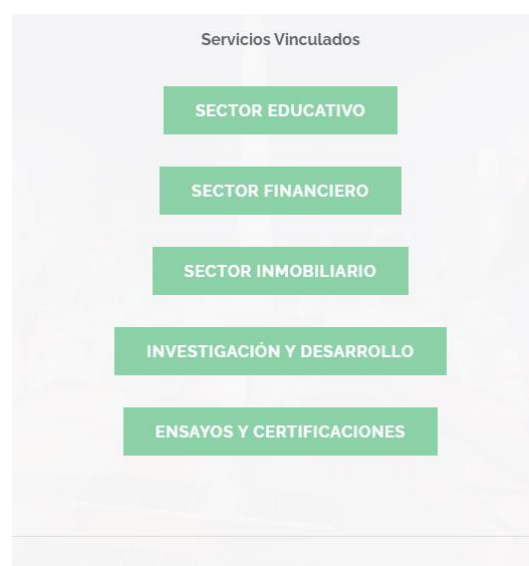 Servicios Vinculados
SECTOR EDUCATIVO
SECTOR FINANCIERO
SECTOR INMOBILIARIO
INVESTIGACIÓN Y DESARROLLO
ENSAYOS Y CERTIFICACIONES